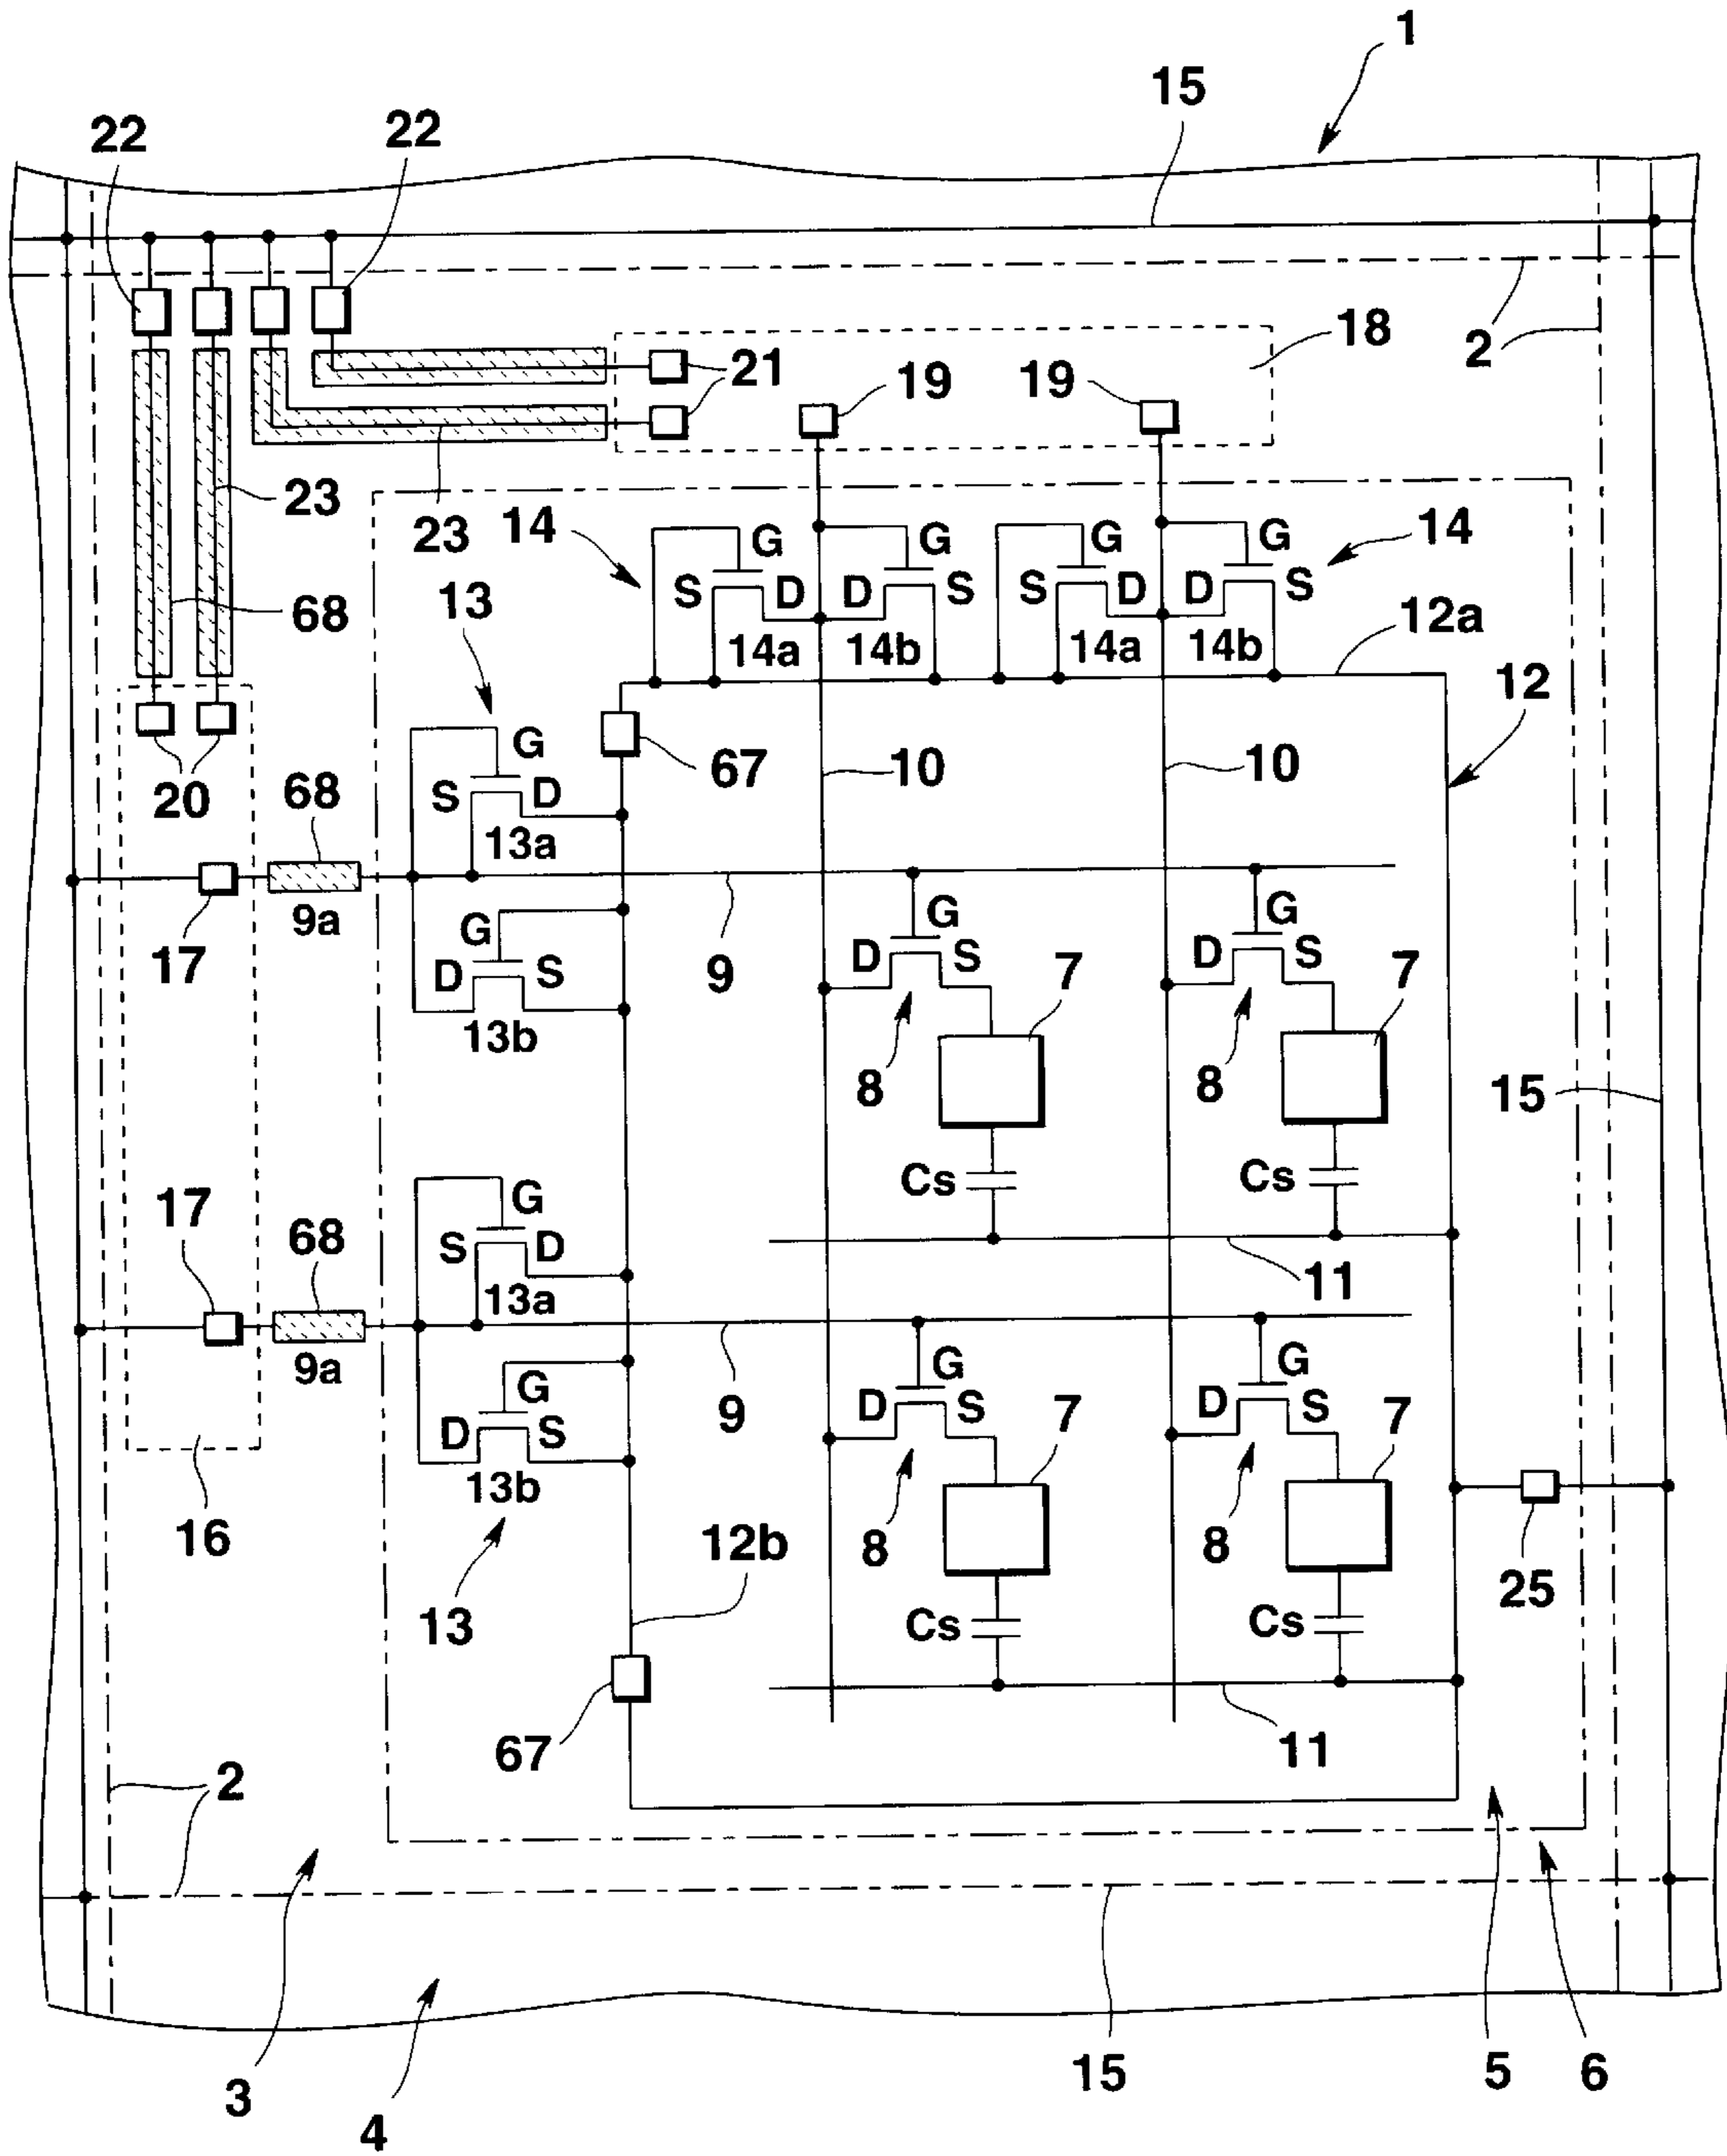 1
15
22 22
18
2
21 19 19
23
23 14 G G G G 14
S D D S S D D S
68 13 14a 14b 14a 14b 12a
12
G 67 10 10
20 68 S D
13a
9a G G G
17 D S 9 D S 7 D S 7
13b 8 8 15
Cs Cs
17 68 G
S D 11
13a
9a G G G
D S 9 D S 7 D S 7
13b
16 12b 8 8
13 Cs Cs 25
67 11
2
3 4 15 5 6